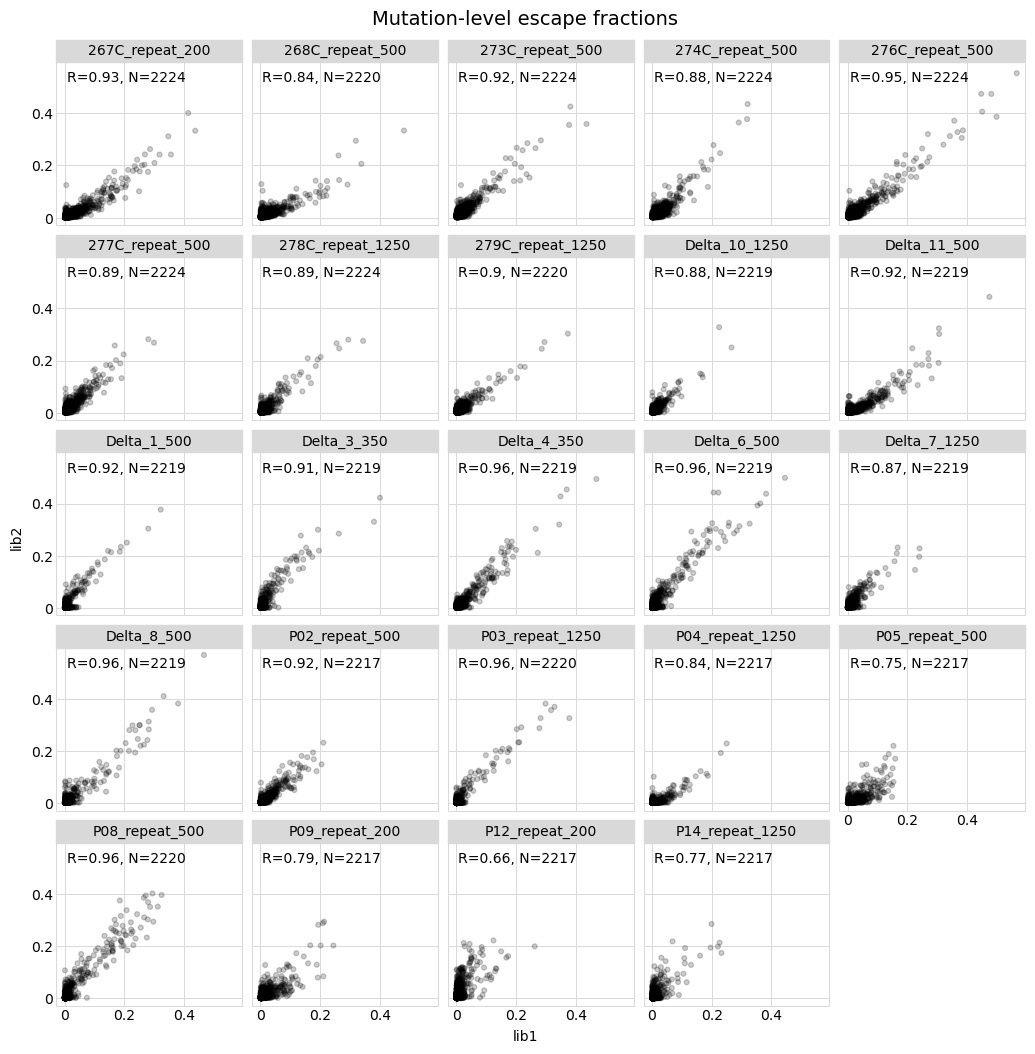 Mutation-level escape fractions
267C_repeat_200 268C_repeat_500 273C_repeat_500 274C_repeat_500 276C_repeat_500
R=0.93, N=2224 R=0.84, N=2220 R=0.92, N=2224 R=0.88, N=2224 R=0.95, N=2224
0.4
0.2
0
277C_repeat_500 278C_repeat_1250 279C_repeat_1250 Delta_10_1250 Delta_11_500
R=0.89, N=2224 R=0.89, N=2224 R=0.9, N=2220 R=0.88, N=2219 R=0.92, N=2219
0.4
0.2
0
Delta_1_500 Delta_3_350 Delta_4_350 Delta_6_500 Delta_7_1250
R=0.92, N=2219 R=0.91, N=2219 R=0.96, N=2219 R=0.96, N=2219 R=0.87, N=2219
0.4
lib2
0.2
0
Delta_8_500 P02_repeat_500 P03_repeat_1250 P04_repeat_1250 P05_repeat_500
R=0.96, N=2219 R=0.92, N=2217 R=0.96, N=2220 R=0.84, N=2217 R=0.75, N=2217
0.4
0.2
0
0 0.2 0.4
P08_repeat_500 P09_repeat_200 P12_repeat_200 P14_repeat_1250
R=0.96, N=2220 R=0.79, N=2217 R=0.66, N=2217 R=0.77, N=2217
0.4
0.2
0
0 0.2 0.4 0 0.2 0.4 0 0.2 0.4 0 0.2 0.4
lib1